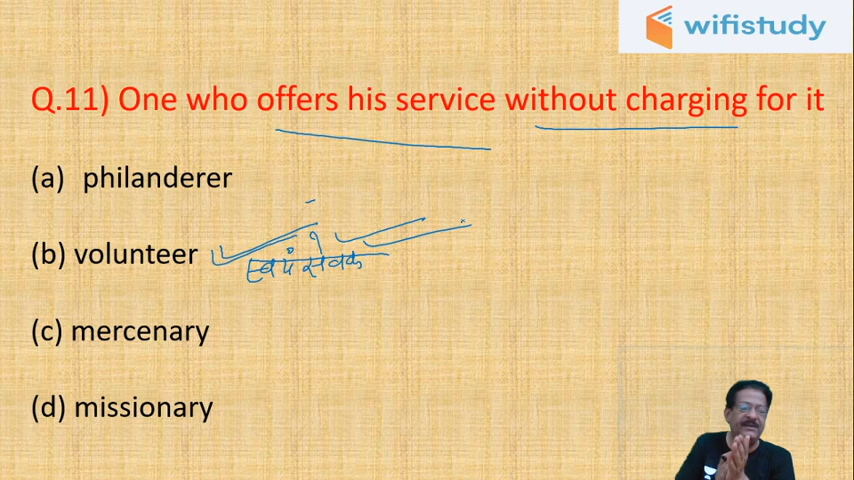 wifistudy
Q.11) One who offers his service without charging for it
(a) philanderer
(b) volunteer
स्वयंसेवक
(c) mercenary
(d) missionary